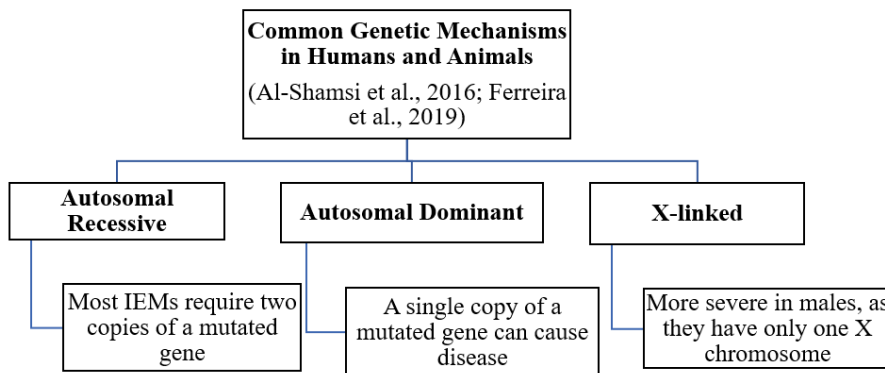 Common Genetic Mechanisms
in Humans and Animals
(Al-Shamsi et al., 2016; Ferreira
et al., 2019)
Autosomal
Recessive
Autosomal Dominant
X-linked
Most IEMs require two
copies of a mutated
gene
A single copy of a
mutated gene can cause
disease
More severe in males, as
they have only one X
chromosome